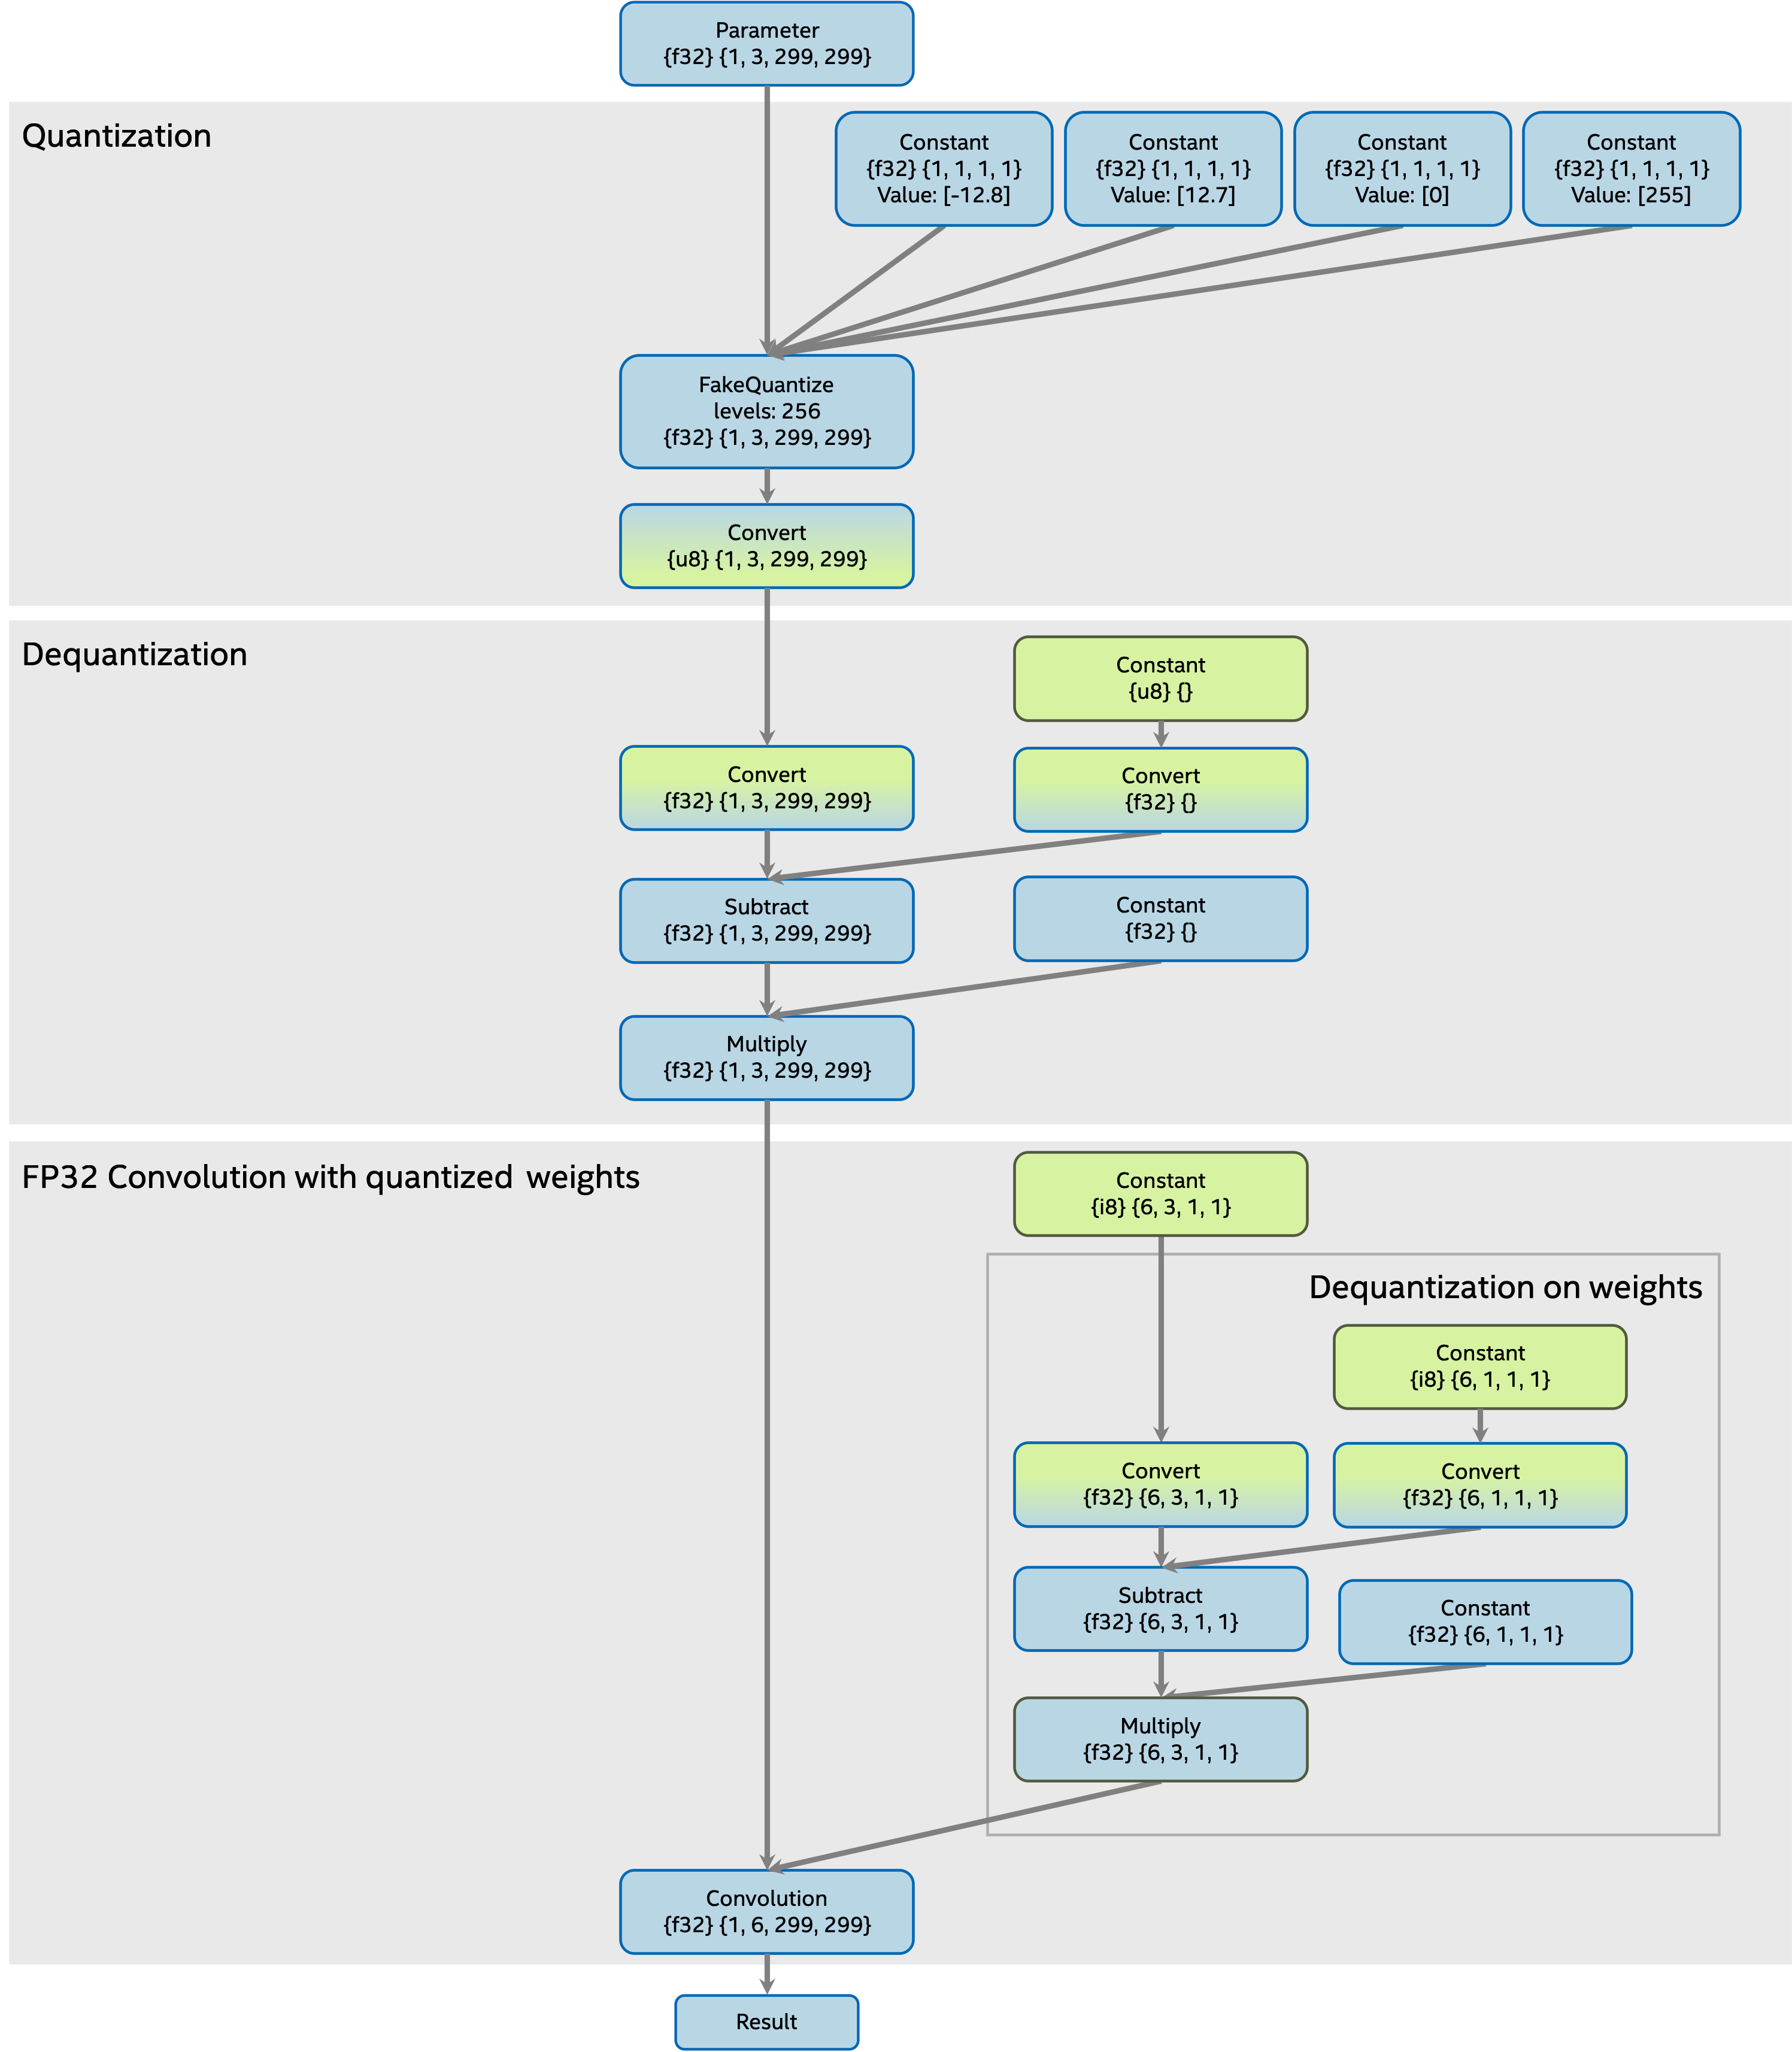 Parameter
{f32} {1, 3, 299, 299}
Quantization
Constant
{f32} {1, 1, 1, 1}
Value: [-12.8]
Constant
{f32} {1, 1, 1, 1}
Value: [12.7]
Constant
{f32} {1, 1, 1, 1}
Value: [0]
Constant
{f32} {1, 1, 1, 1}
Value: [255]
FakeQuantize
levels: 256
{f32} {1, 3, 299, 299}
Convert
{u8} {1, 3, 299, 299}
Dequantization
Constant
{u8} {}
Convert
{f32} {1, 3, 299, 299}
Convert
{f32} {}
Subtract
{f32} {1, 3, 299, 299}
Constant
{f32} {}
Multiply
{f32} {1, 3, 299, 299}
FP32 Convolution with quantized weights
Constant
{i8} {6, 3, 1, 1}
Dequantization on weights
Constant
{i8} {6, 1, 1, 1}
Convert
{f32} {6, 3, 1, 1}
Convert
{f32} {6, 1, 1, 1}
Subtract
{f32} {6, 3, 1, 1}
Constant
{f32} {6, 1, 1, 1}
Multiply
{f32} {6, 3, 1, 1}
Convolution
{f32} {1, 6, 299, 299}
Result